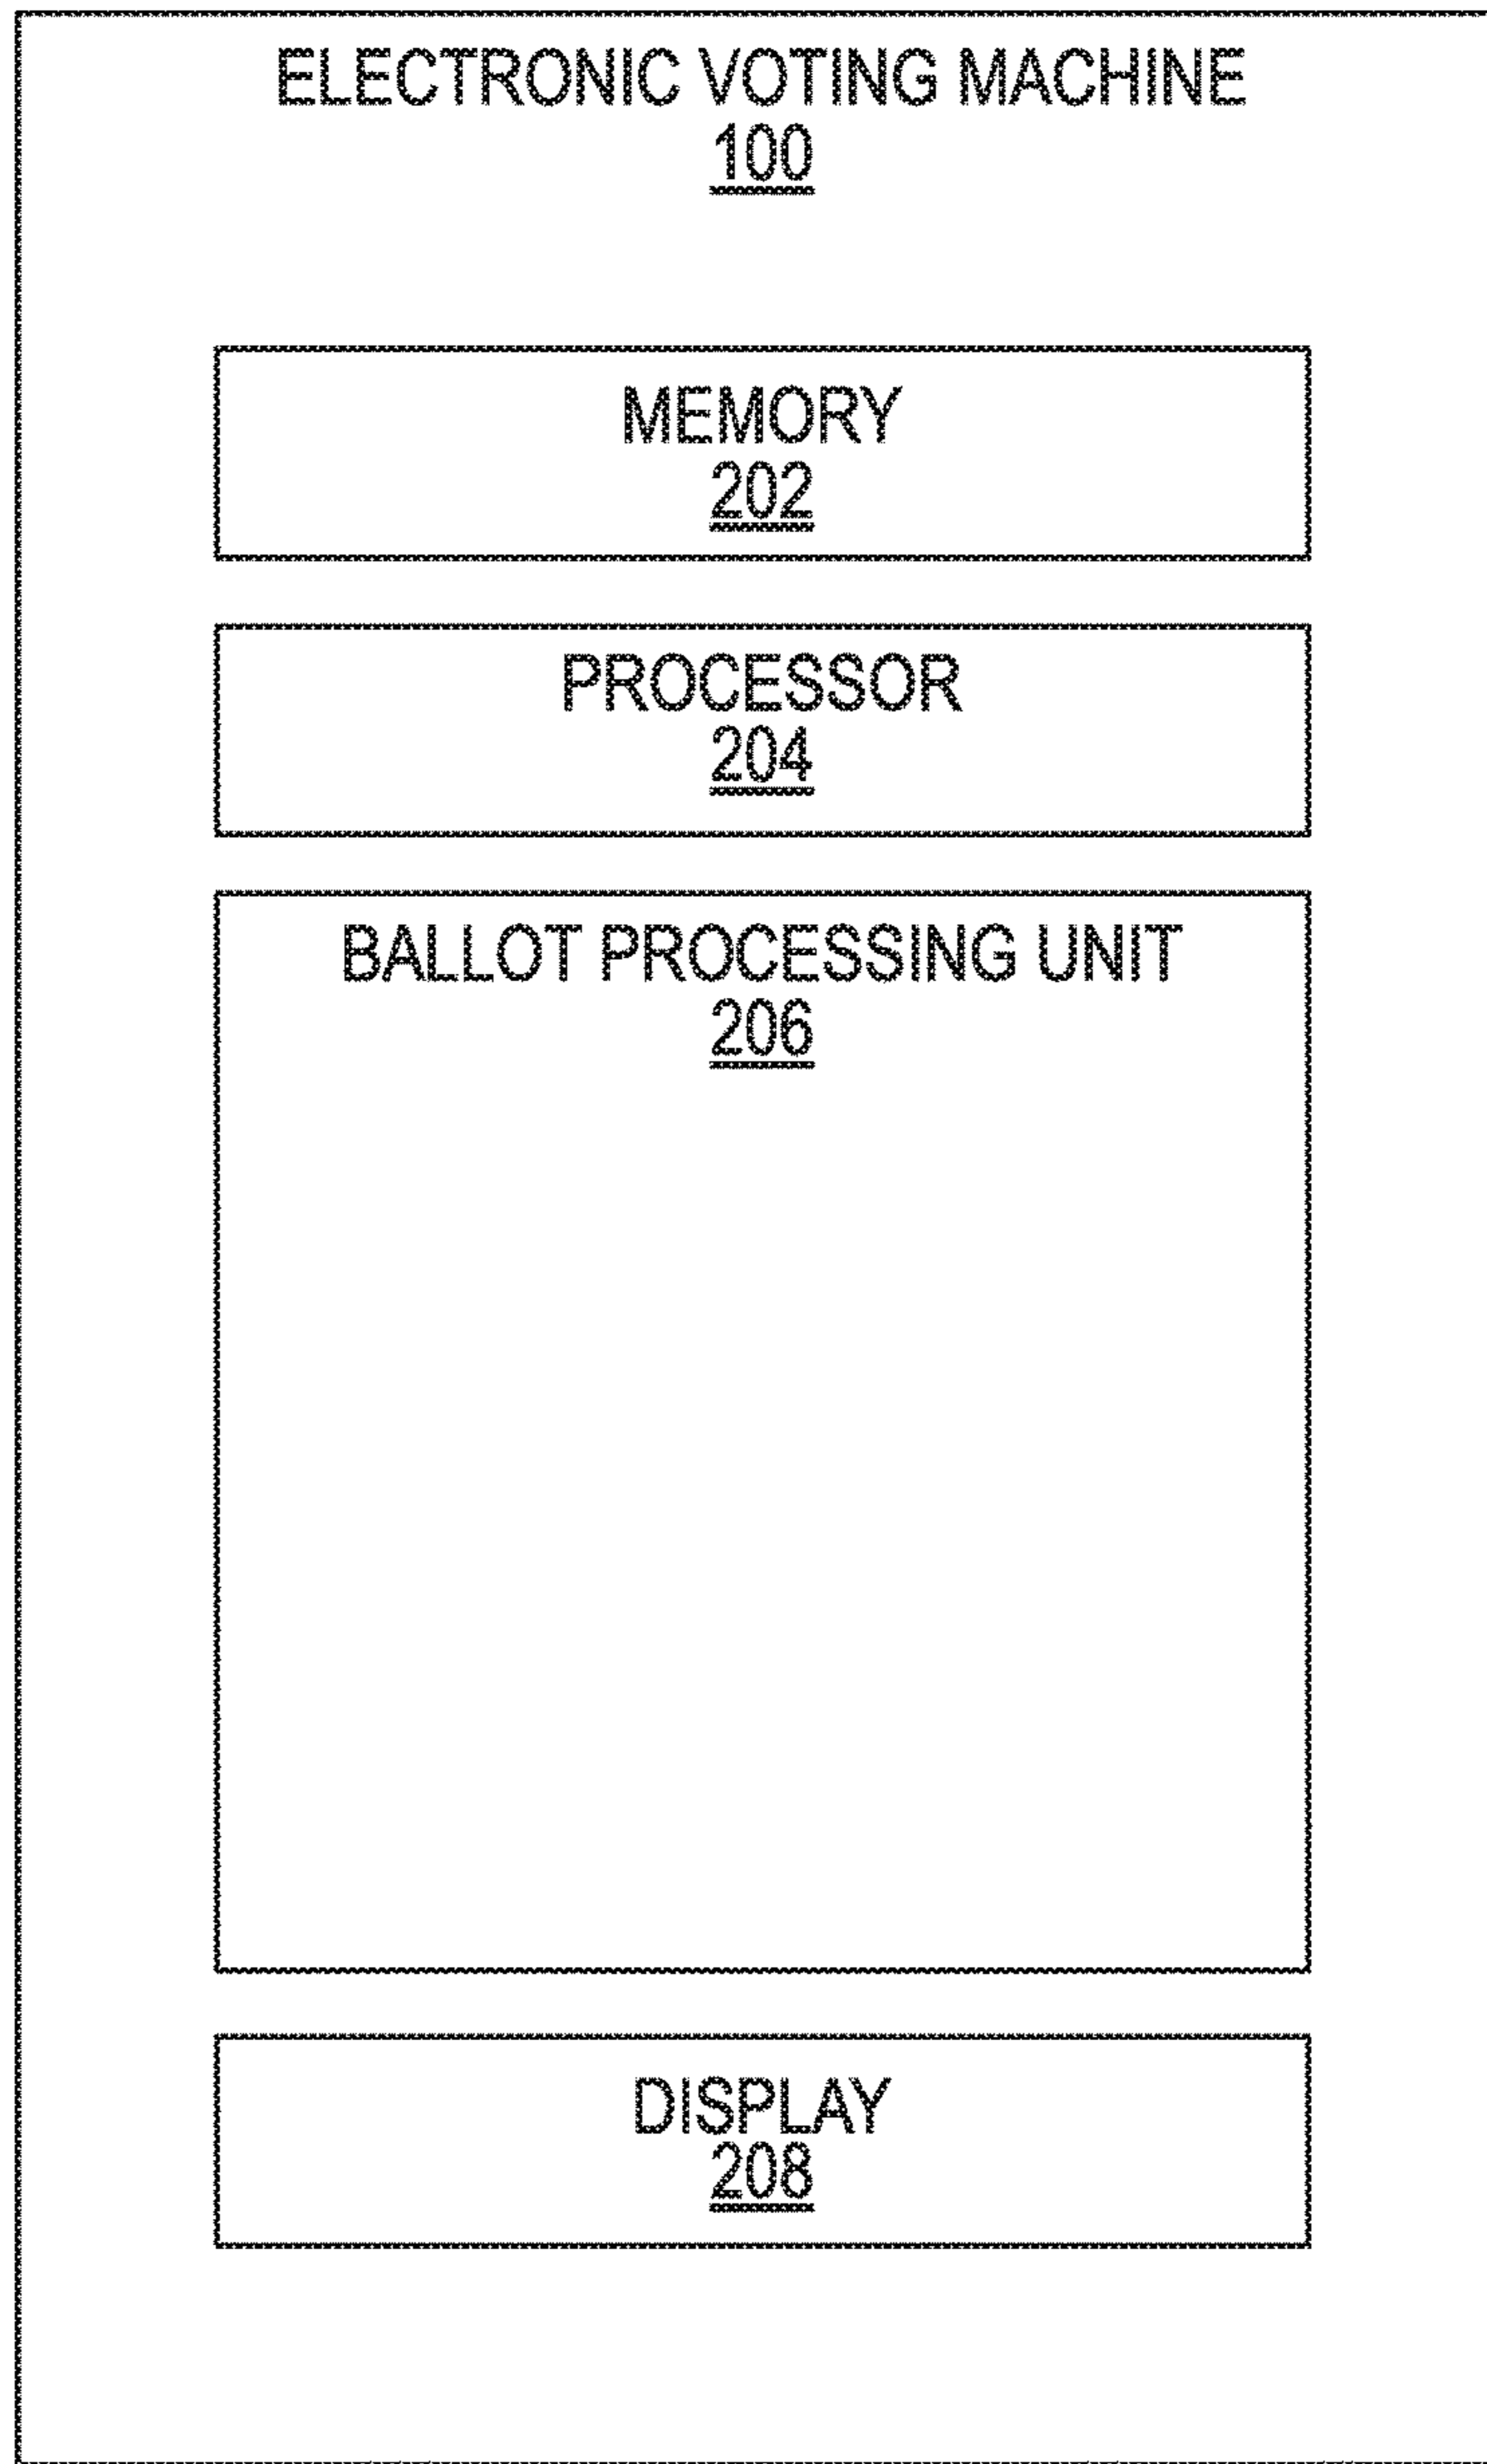 ELECTRONIC VOTING MACHINE
100
MEMORY
202
PROCESSOR
204
BALLOT PROCESSING UNIT
206
DISPLAY
208